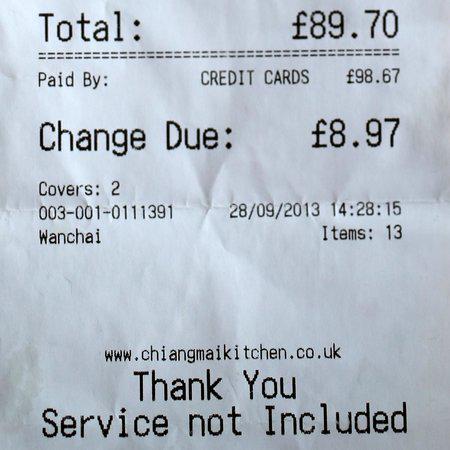 Total: £89.70
Paid By: CREDIT CARDS £98.67
Change Due: £8.97
Covers: 2
003-001-0111391 28/09/2013 14:28:15
Wanchai Items: 13
www.chiangmaikitchen.co.uk
Thank You
Service not Included